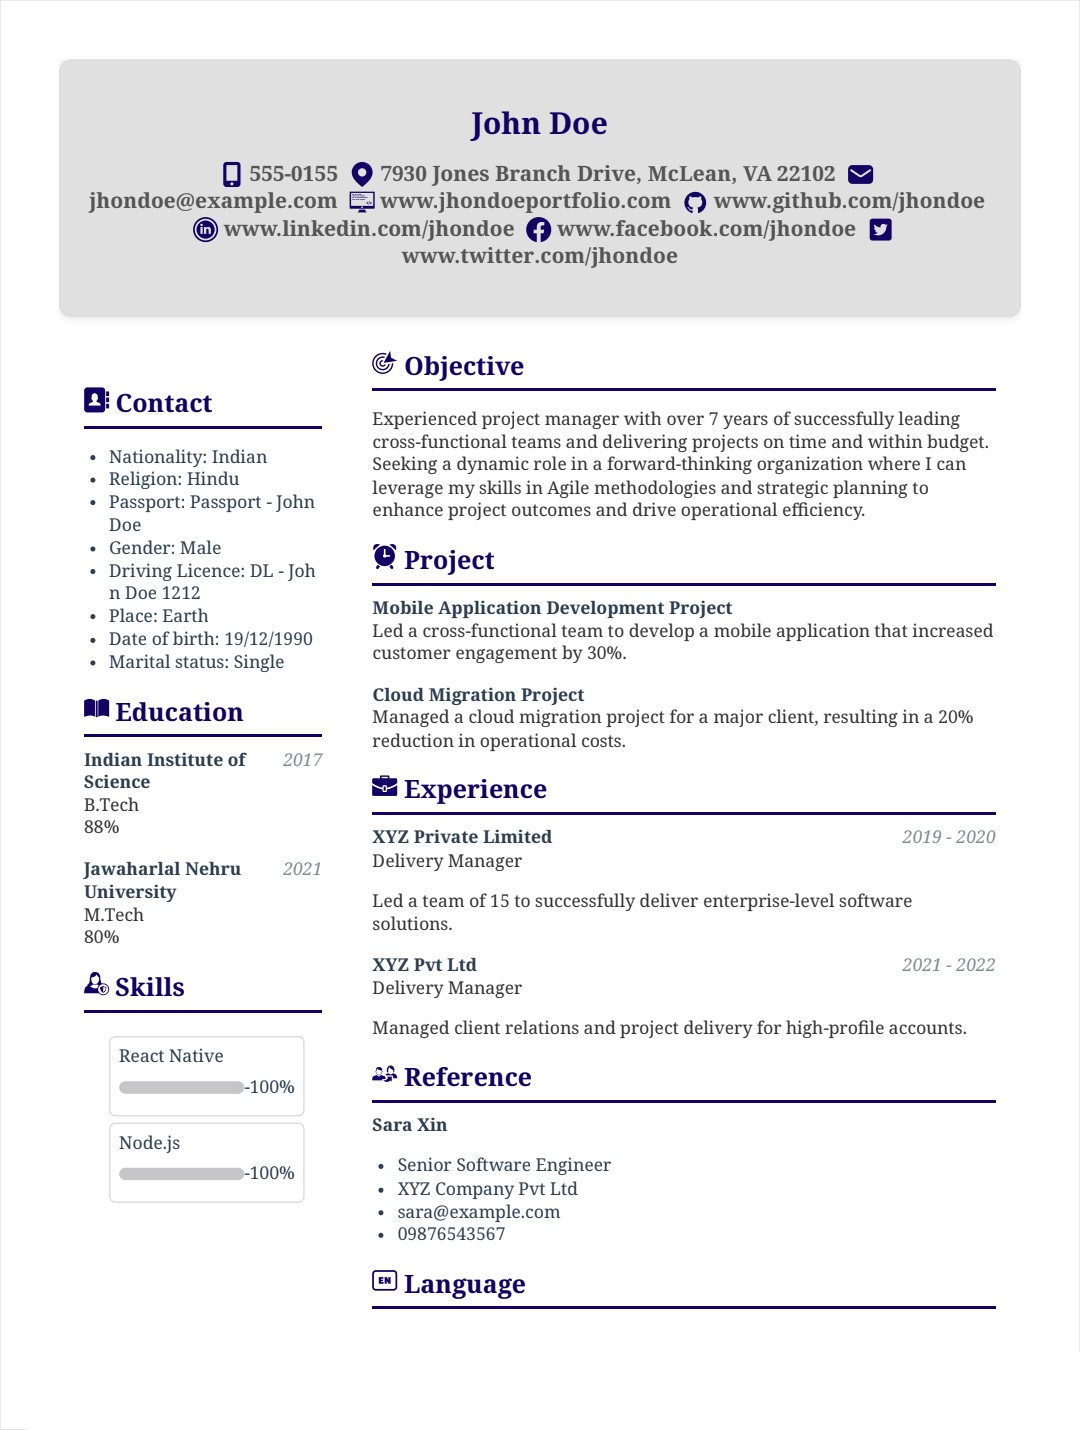 John Doe
555-0155 7930 Jones Branch Drive, McLean, VA 22102
jhondoe@example.com www.jhondoeportfolio.com www.github.com/jhondoe
www.linkedin.com/jhondoe www.facebook.com/jhondoe
www.twitter.com/jhondoe
Contact
• Nationality: Indian
• Religion: Hindu
• Passport: Passport - John
Doe
• Gender: Male
• Driving Licence: DL - Joh
n Doe 1212
• Place: Earth
• Date of birth: 19/12/1990
• Marital status: Single
Education
Indian Institute of 2017
Science
B.Tech
88%
Jawaharlal Nehru 2021
University
M.Tech
80%
Skills
React Native
-100%
Node.js
-100%
Objective
Experienced project manager with over 7 years of successfully leading
cross-functional teams and delivering projects on time and within budget.
Seeking a dynamic role in a forward-thinking organization where I can
leverage my skills in Agile methodologies and strategic planning to
enhance project outcomes and drive operational efficiency.
Project
Mobile Application Development Project
Led a cross-functional team to develop a mobile application that increased
customer engagement by 30%.
Cloud Migration Project
Managed a cloud migration project for a major client, resulting in a 20%
reduction in operational costs.
Experience
XYZ Private Limited 2019 - 2020
Delivery Manager
Led a team of 15 to successfully deliver enterprise-level software
solutions.
XYZ Pvt Ltd 2021 - 2022
Delivery Manager
Managed client relations and project delivery for high-profile accounts.
Reference
Sara Xin
• Senior Software Engineer
• XYZ Company Pvt Ltd
• sara@example.com
• 09876543567
EN Language